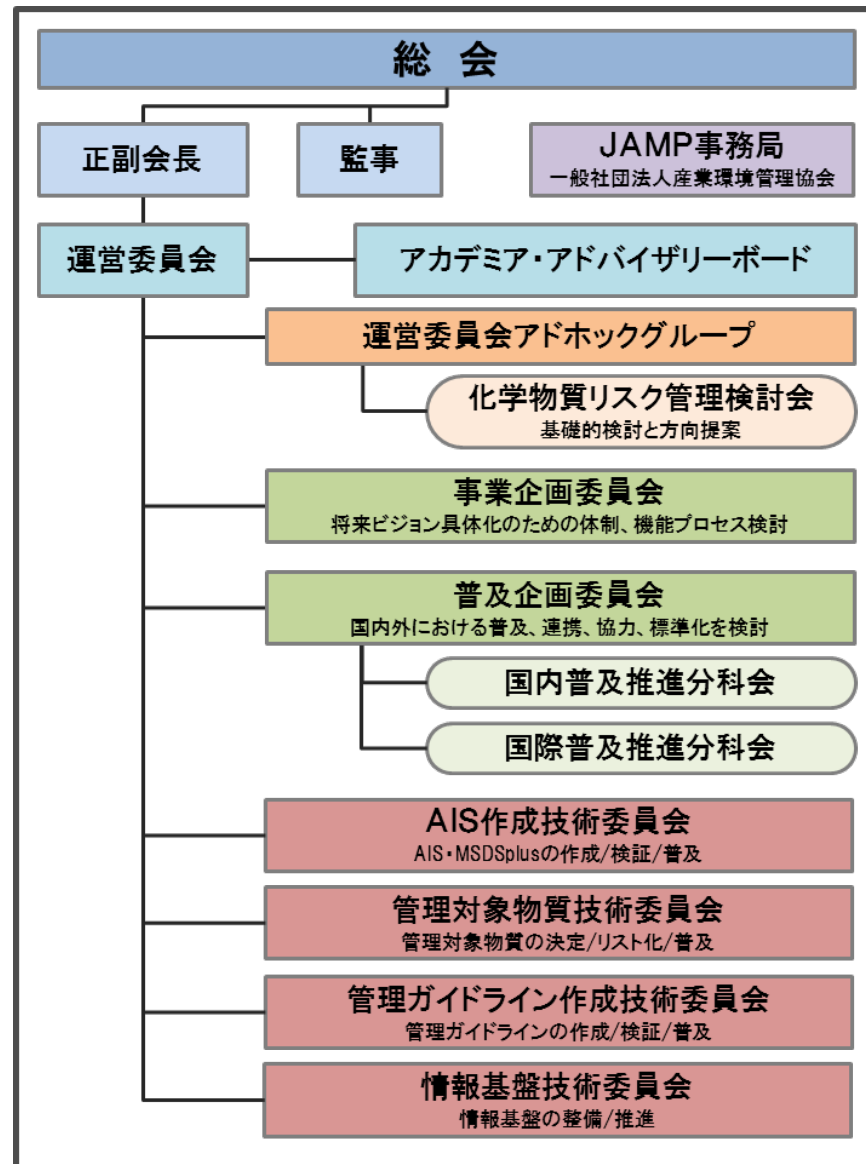 総 会
正副会長
監事
JAMP事務局
一般社団法人産業環境管理協会
運営委員会
アカデミア・アドバイザリーボード
運営委員会アドホックグループ
化学物質リスク管理検討会
基礎的検討と方向提案
事業企画委員会
将来ビジョン具体化のための体制、機能プロセス検討
普及企画委員会
国内外における普及、連携、協力、標準化を検討
国内普及推進分科会
国際普及推進分科会
AIS作成技術委員会
AIS・MSDSplusの作成/検証/普及
管理対象物質技術委員会
管理対象物質の決定/リスト化/普及
管理ガイドライン作成技術委員会
管理ガイドラインの作成/検証/普及
情報基盤技術委員会
情報基盤の整備/推進